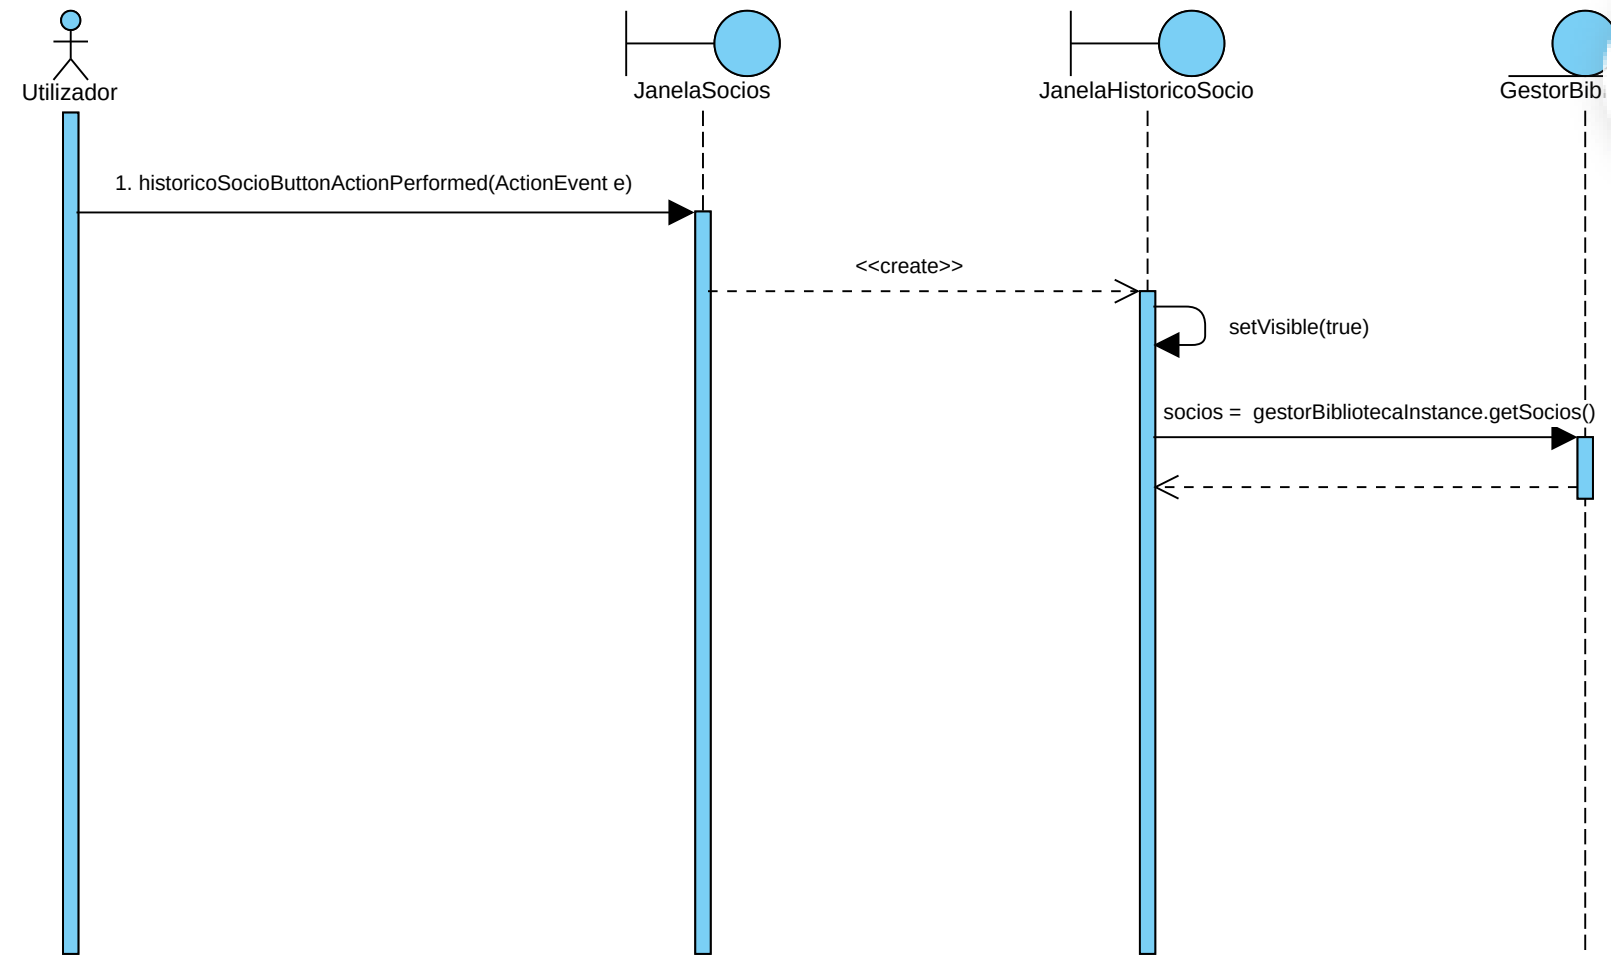 Utilizador
JanelaSocios
JanelaHistoricoSocio
GestorBib
1. historicoSocioButtonActionPerformed(ActionEvent e)
<<create>>
setVisible(true)
socios =  gestorBibliotecaInstance.getSocios()